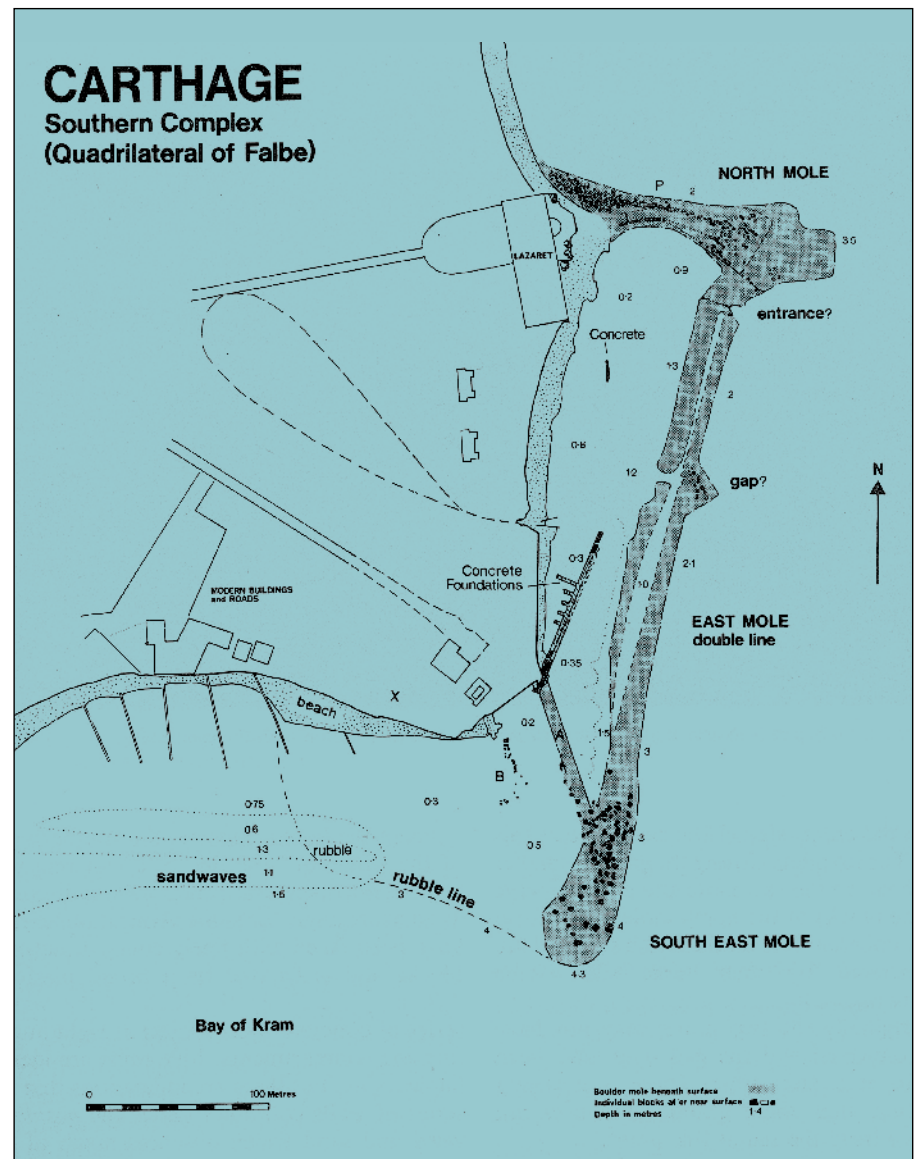 CARTHAGE
Southern Complex
(Quadrilateral of Falbe)
NORTH MOLE
P
2
3·5
LAZARET
0·9
0·2
entrance?
Concrete
1·3
2
0·8
1·2
gap?
N
0·3
2·1
Concrete
Foundations
1·0
MODERN BUILDINGS
and ROADS
EAST MOLE
double line
0·35
beach
X
0·2
1·5
3
B
0·75
0·3
0·6
3
1·3
rubble
0·5
1·1
sandwaves
rubble line
1·5
3
4
4
SOUTH EAST MOLE
4·3
Bay of Kram
0
100 Metres
Boulder mole beneath surface
Individual blocks at or near surface
Depth in metres
1·4